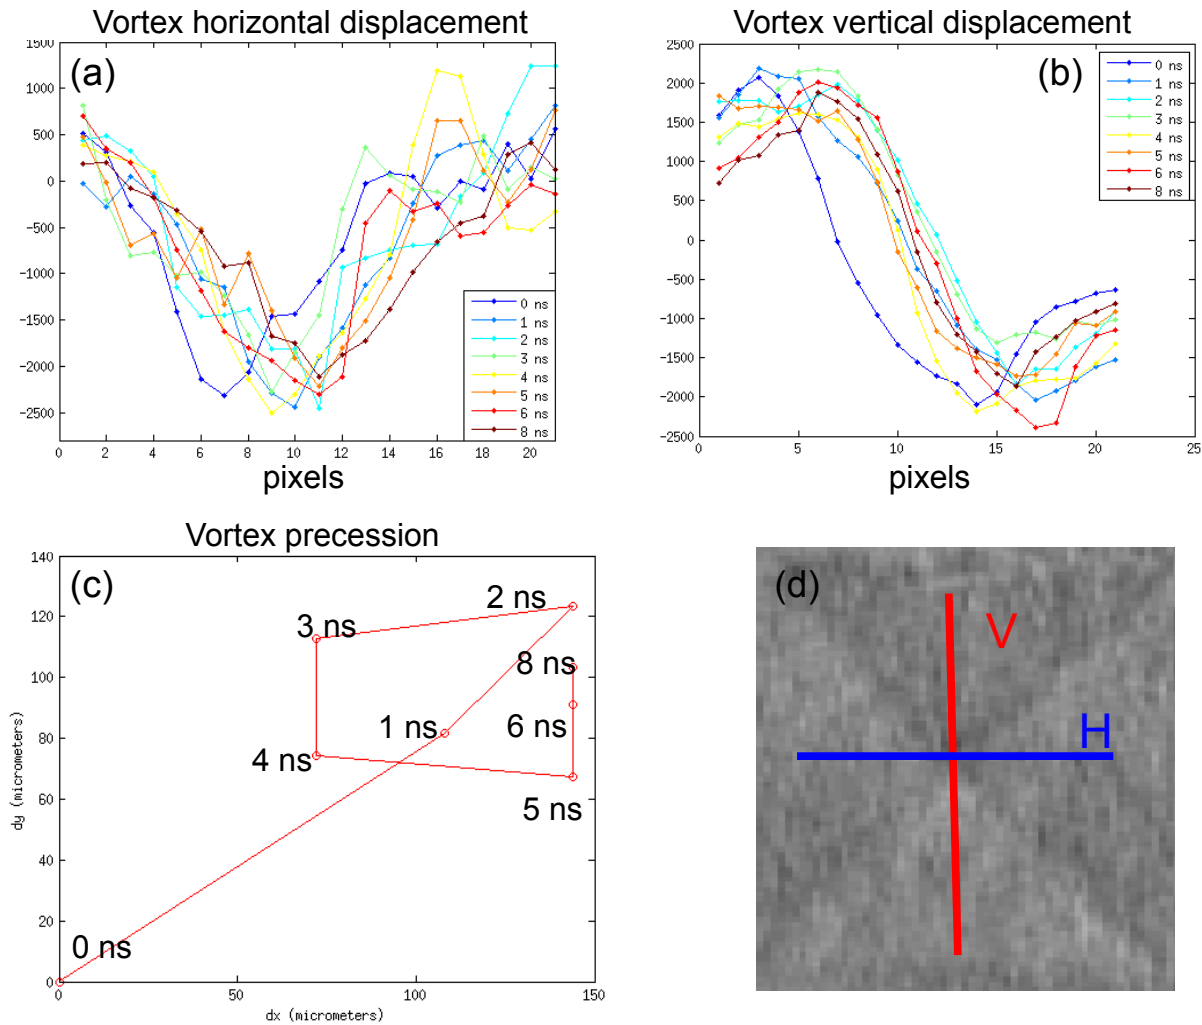 Vortex horizontal displacement
(a)
1500
1000
500
0
−500
−1000
−1500
−2000
−2500
0 2 4 6 8 10 12 14 16 18 20
pixels
0 ns
1 ns
2 ns
3 ns
4 ns
5 ns
6 ns
8 ns
Vortex vertical displacement
(b)
2500
2000
1500
1000
500
0
−500
−1000
−1500
−2000
−2500
0 5 10 15 20 25
pixels
0 ns
1 ns
2 ns
3 ns
4 ns
5 ns
6 ns
8 ns
Vortex precession
(c)
140
120
100
80
60
40
20
0
dy (micrometers)
0 50 100 150
dx (micrometers)
2 ns
3 ns
8 ns
1 ns
6 ns
4 ns
5 ns
0 ns
(d)
V
H